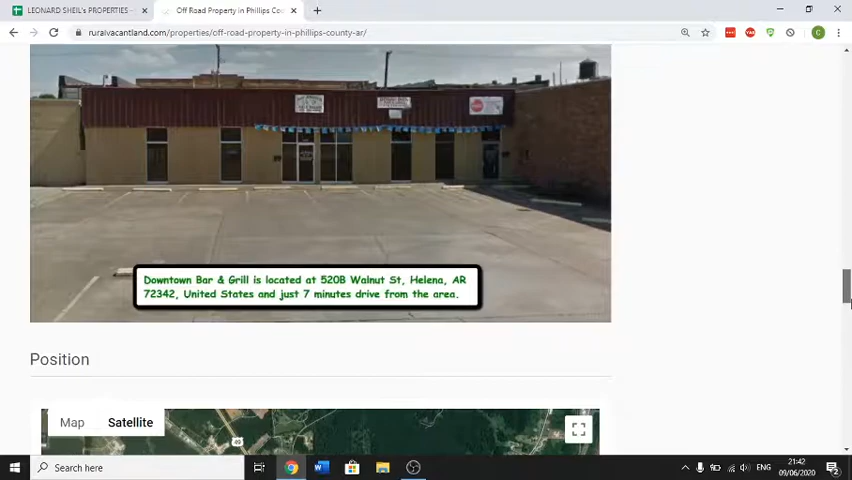 LEONARD SHEIL's PROPERTIES -
Off Road Property in Phillips Cou
ruralvacantland.com/properties/off-road-property-in-phillips-county-ar/
Downtown Bar & Grill is located at 520B Walnut St, Helena, AR
72342, United States and just 7 minutes drive from the area.
Position
Map
Satellite
49
Search here
ENG
21:42
09/06/2020